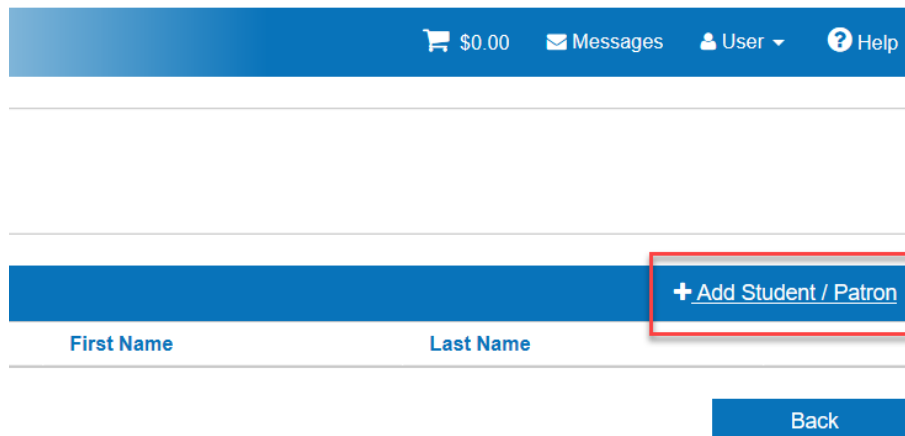 $0.00 Messages User Help
+ Add Student / Patron
First Name Last Name
Back